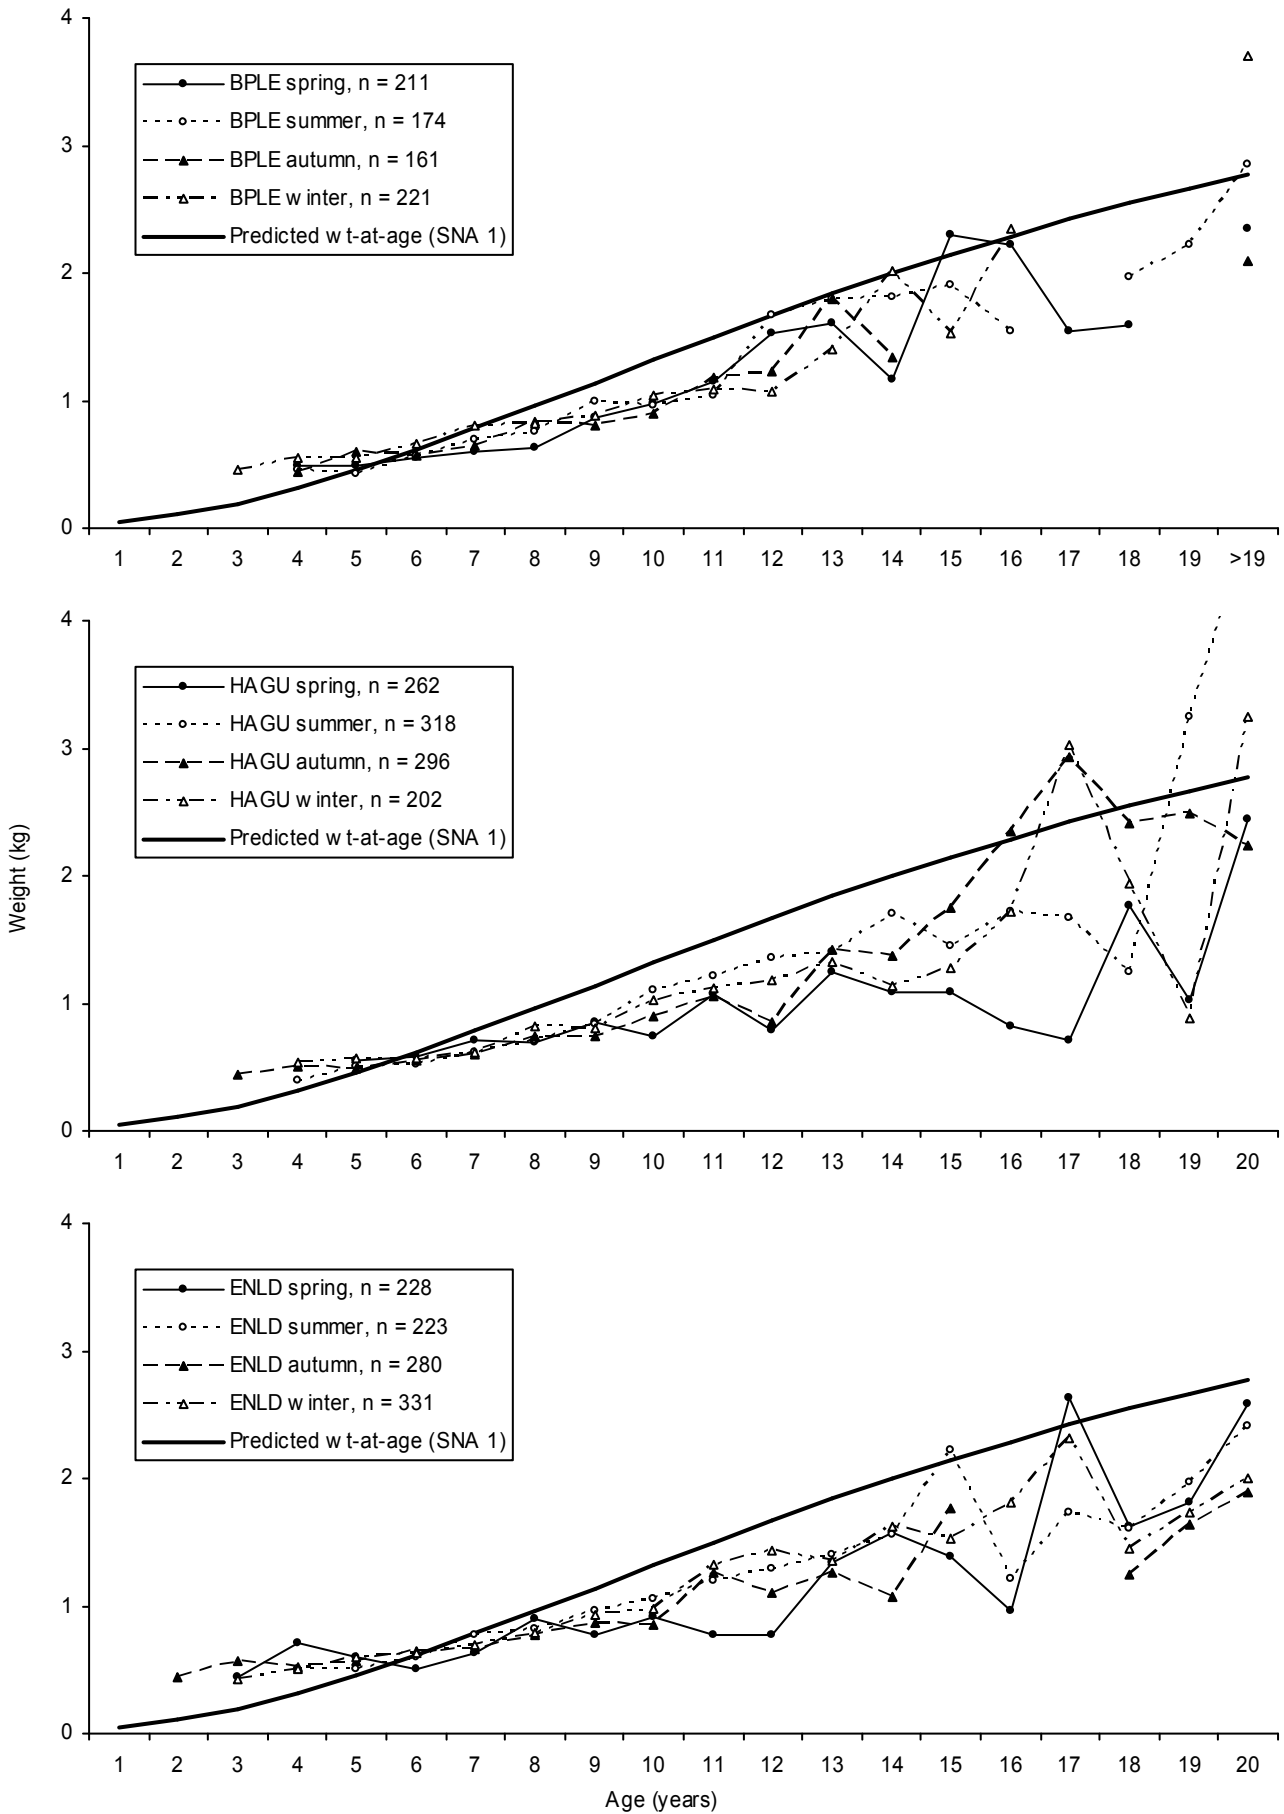 4
3
2
1
0
BPLE spring, n = 211
BPLE summer, n = 174
BPLE autumn, n = 161
BPLE winter, n = 221
Predicted wt-at-age (SNA 1)
1 2 3 4 5 6 7 8 9 10 11 12 13 14 15 16 17 18 19 >19
4
3
2
1
0
HAGU spring, n = 262
HAGU summer, n = 318
HAGU autumn, n = 296
HAGU winter, n = 202
Predicted wt-at-age (SNA 1)
Weight (kg)
1 2 3 4 5 6 7 8 9 10 11 12 13 14 15 16 17 18 19 20
4
3
2
1
0
ENLD spring, n = 228
ENLD summer, n = 223
ENLD autumn, n = 280
ENLD winter, n = 331
Predicted wt-at-age (SNA 1)
1 2 3 4 5 6 7 8 9 10 11 12 13 14 15 16 17 18 19 20
Age (years)